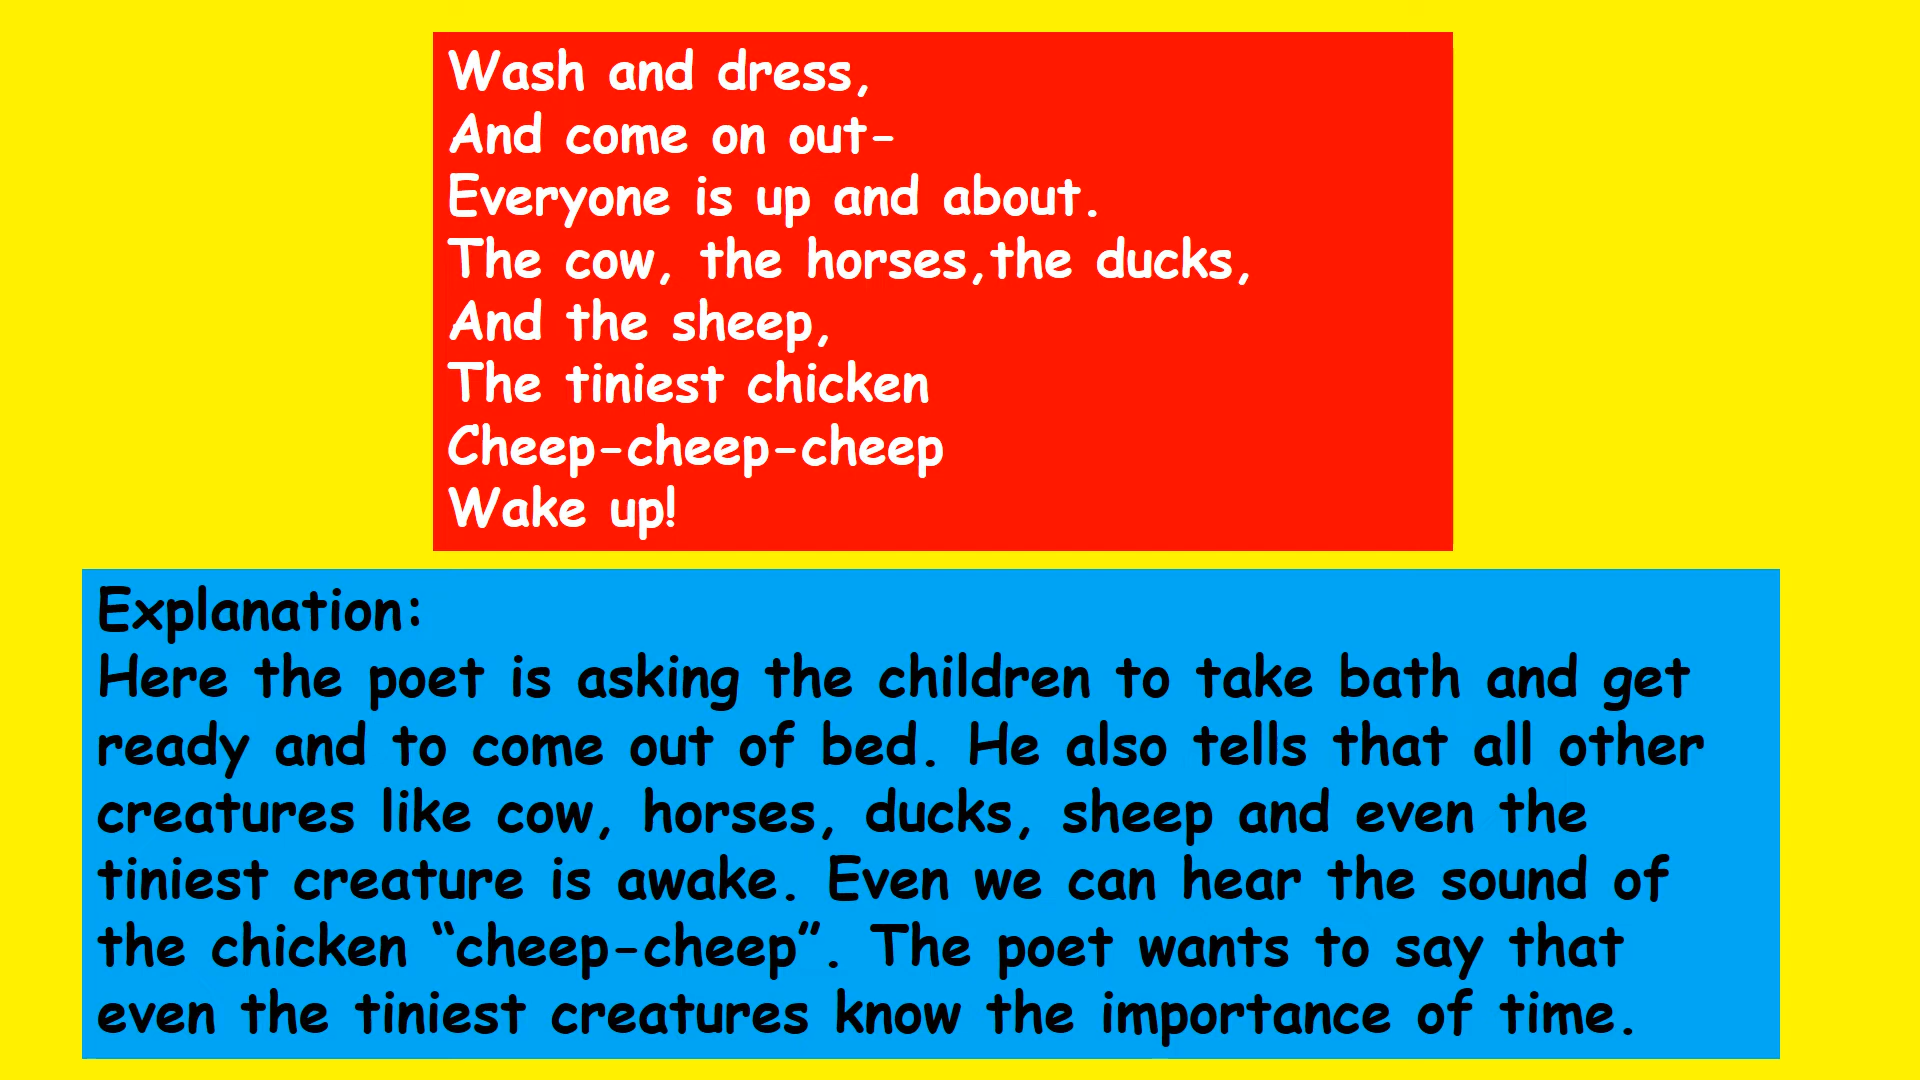 Wash and dress,
And come on out-
Everyone is up and about.
The cow, the horses,the ducks,
And the sheep,
The tiniest chicken
Cheep-cheep-cheep
Wake up!
Explanation:
Here the poet is asking the children to take bath and get
ready and to come out of bed. He also tells that all other
creatures like cow, horses, ducks, sheep and even the
tiniest creature is awake. Even we can hear the sound of
the chicken “cheep-cheep”. The poet wants to say that
even the tiniest creatures know the importance of time.